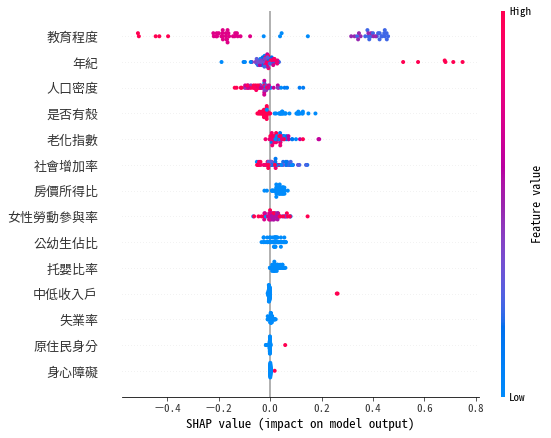 High
教育程度
年紀
人口密度
是否有殼
老化指數
社會增加率
房價所得比
女性勞動參與率
公幼生佔比
托嬰比率
中低收入戶
失業率
原住民身分
身心障礙
Feature value
Low
−0.4 −0.2 0.0 0.2 0.4 0.6 0.8
SHAP value (impact on model output)